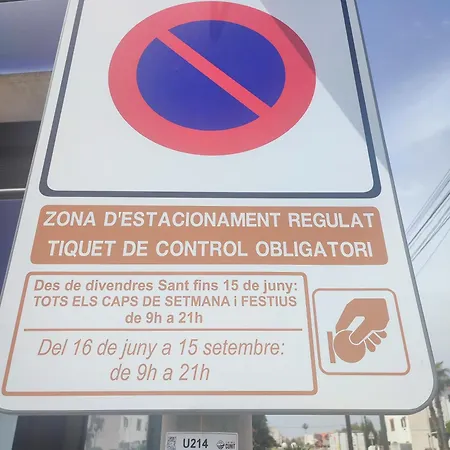 ZONA D'ESTACIONAMENT REGULAT
TIQUET DE CONTROL OBLIGATORI
Des de divendres Sant fins 15 de juny:
TOTS ELS CAPS DE SETMANA i FESTIUS
de 9h a 21h
Del 16 de juny a 15 setembre:
de 9h a 21h
U214
CUNIT